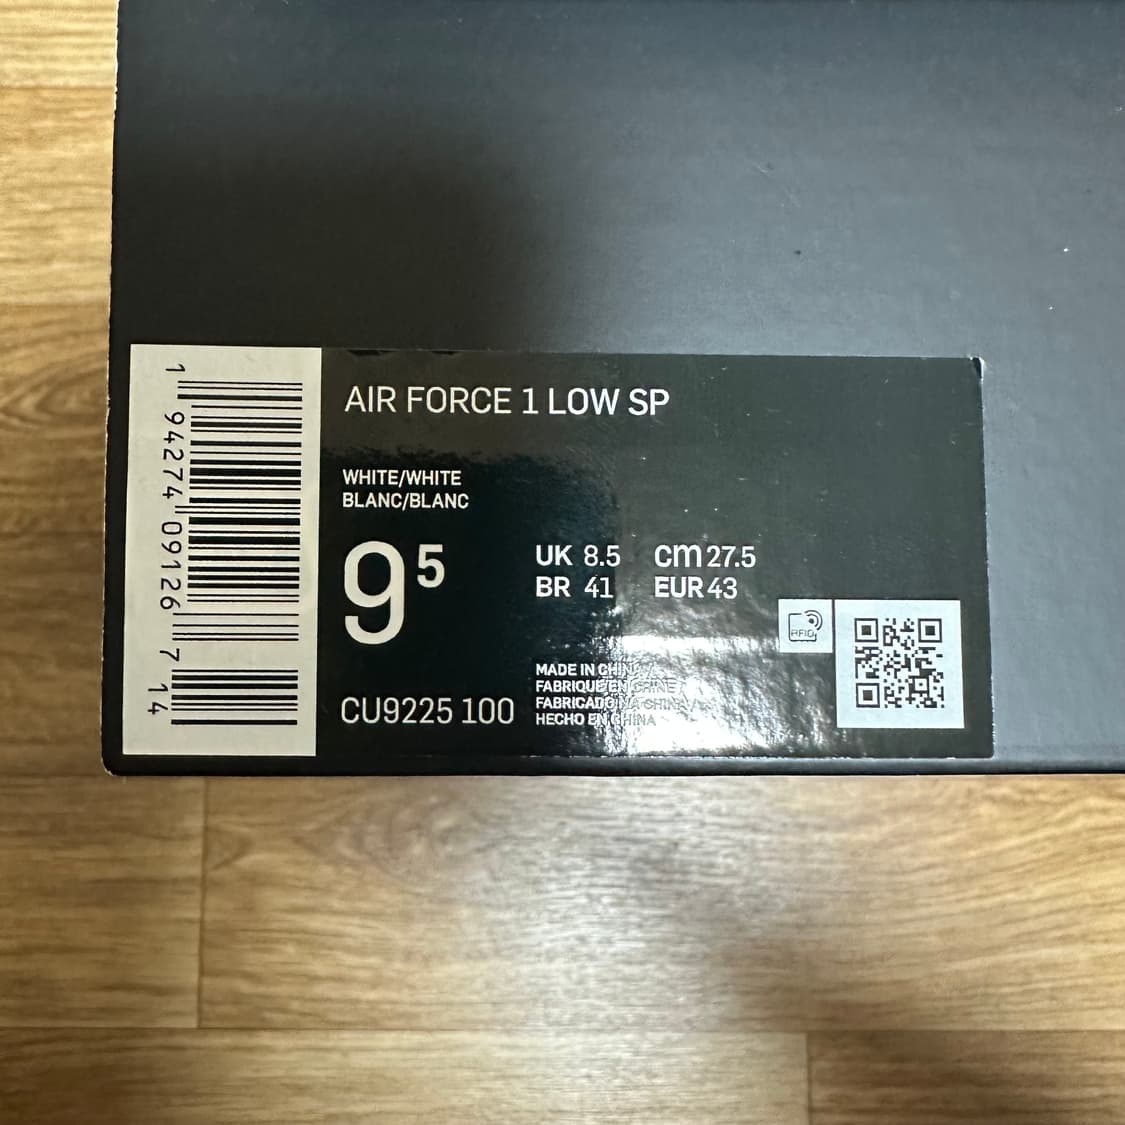 AIR FORCE 1 LOW SP
WHITE/WHITE
BLANC/BLANC
9⁵
UK 8.5 cm 27.5
BR 41 EUR 43
RFID
MADE IN CHINA
FABRIQUE EN CHINE
FABRICADO NA CHINA
HECHO EN CHINA
CU9225 100
1 94274 09126 7 14